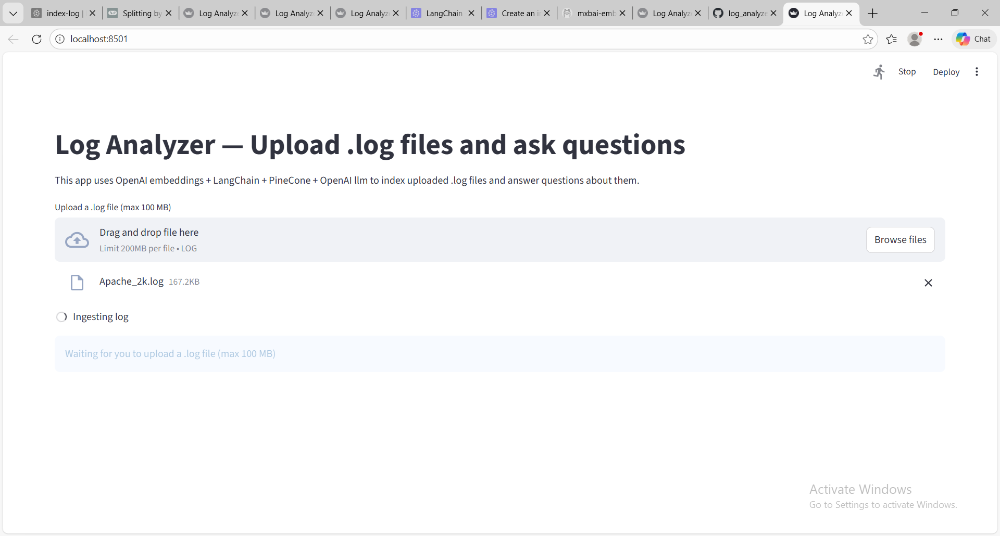 index-log |
Splitting by
Log Analyz
Log Analyz
Log Analyz
LangChain
Create an i
mxbai-emb
Log Analyz
log_analyze
Log Analyz
localhost:8501
Chat
Stop
Deploy
Log Analyzer — Upload .log files and ask questions
This app uses OpenAI embeddings + LangChain + PineCone + OpenAI llm to index uploaded .log files and answer questions about them.
Upload a .log file (max 100 MB)
Drag and drop file here
Limit 200MB per file • LOG
Browse files
Apache_2k.log 167.2KB
Ingesting log
Waiting for you to upload a .log file (max 100 MB)
Activate Windows
Go to Settings to activate Windows.